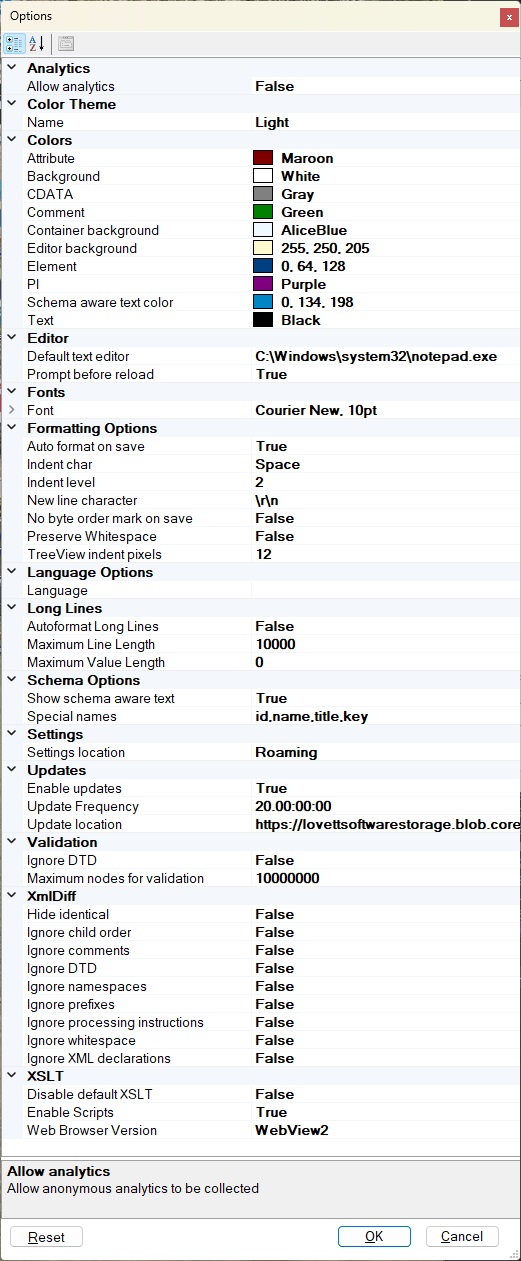 Options
x
A
Z
Analytics
Allow analytics False
Color Theme
Name Light
Colors
Attribute Maroon
Background White
CDATA Gray
Comment Green
Container background AliceBlue
Editor background 255, 250, 205
Element 0, 64, 128
PI Purple
Schema aware text color 0, 134, 198
Text Black
Editor
Default text editor C:\Windows\system32\notepad.exe
Prompt before reload True
Fonts
Font Courier New, 10pt
Formatting Options
Auto format on save True
Indent char Space
Indent level 2
New line character \r\n
No byte order mark on save False
Preserve Whitespace False
TreeView indent pixels 12
Language Options
Language
Long Lines
Autoformat Long Lines False
Maximum Line Length 10000
Maximum Value Length 0
Schema Options
Show schema aware text True
Special names id,name,title,key
Settings
Settings location Roaming
Updates
Enable updates True
Update Frequency 20.00:00:00
Update location https://lovettsoftwarestorage.blob.core
Validation
Ignore DTD False
Maximum nodes for validation 10000000
XmlDiff
Hide identical False
Ignore child order False
Ignore comments False
Ignore DTD False
Ignore namespaces False
Ignore prefixes False
Ignore processing instructions False
Ignore whitespace False
Ignore XML declarations False
XSLT
Disable default XSLT False
Enable Scripts True
Web Browser Version WebView2
Allow analytics
Allow anonymous analytics to be collected
Reset OK Cancel